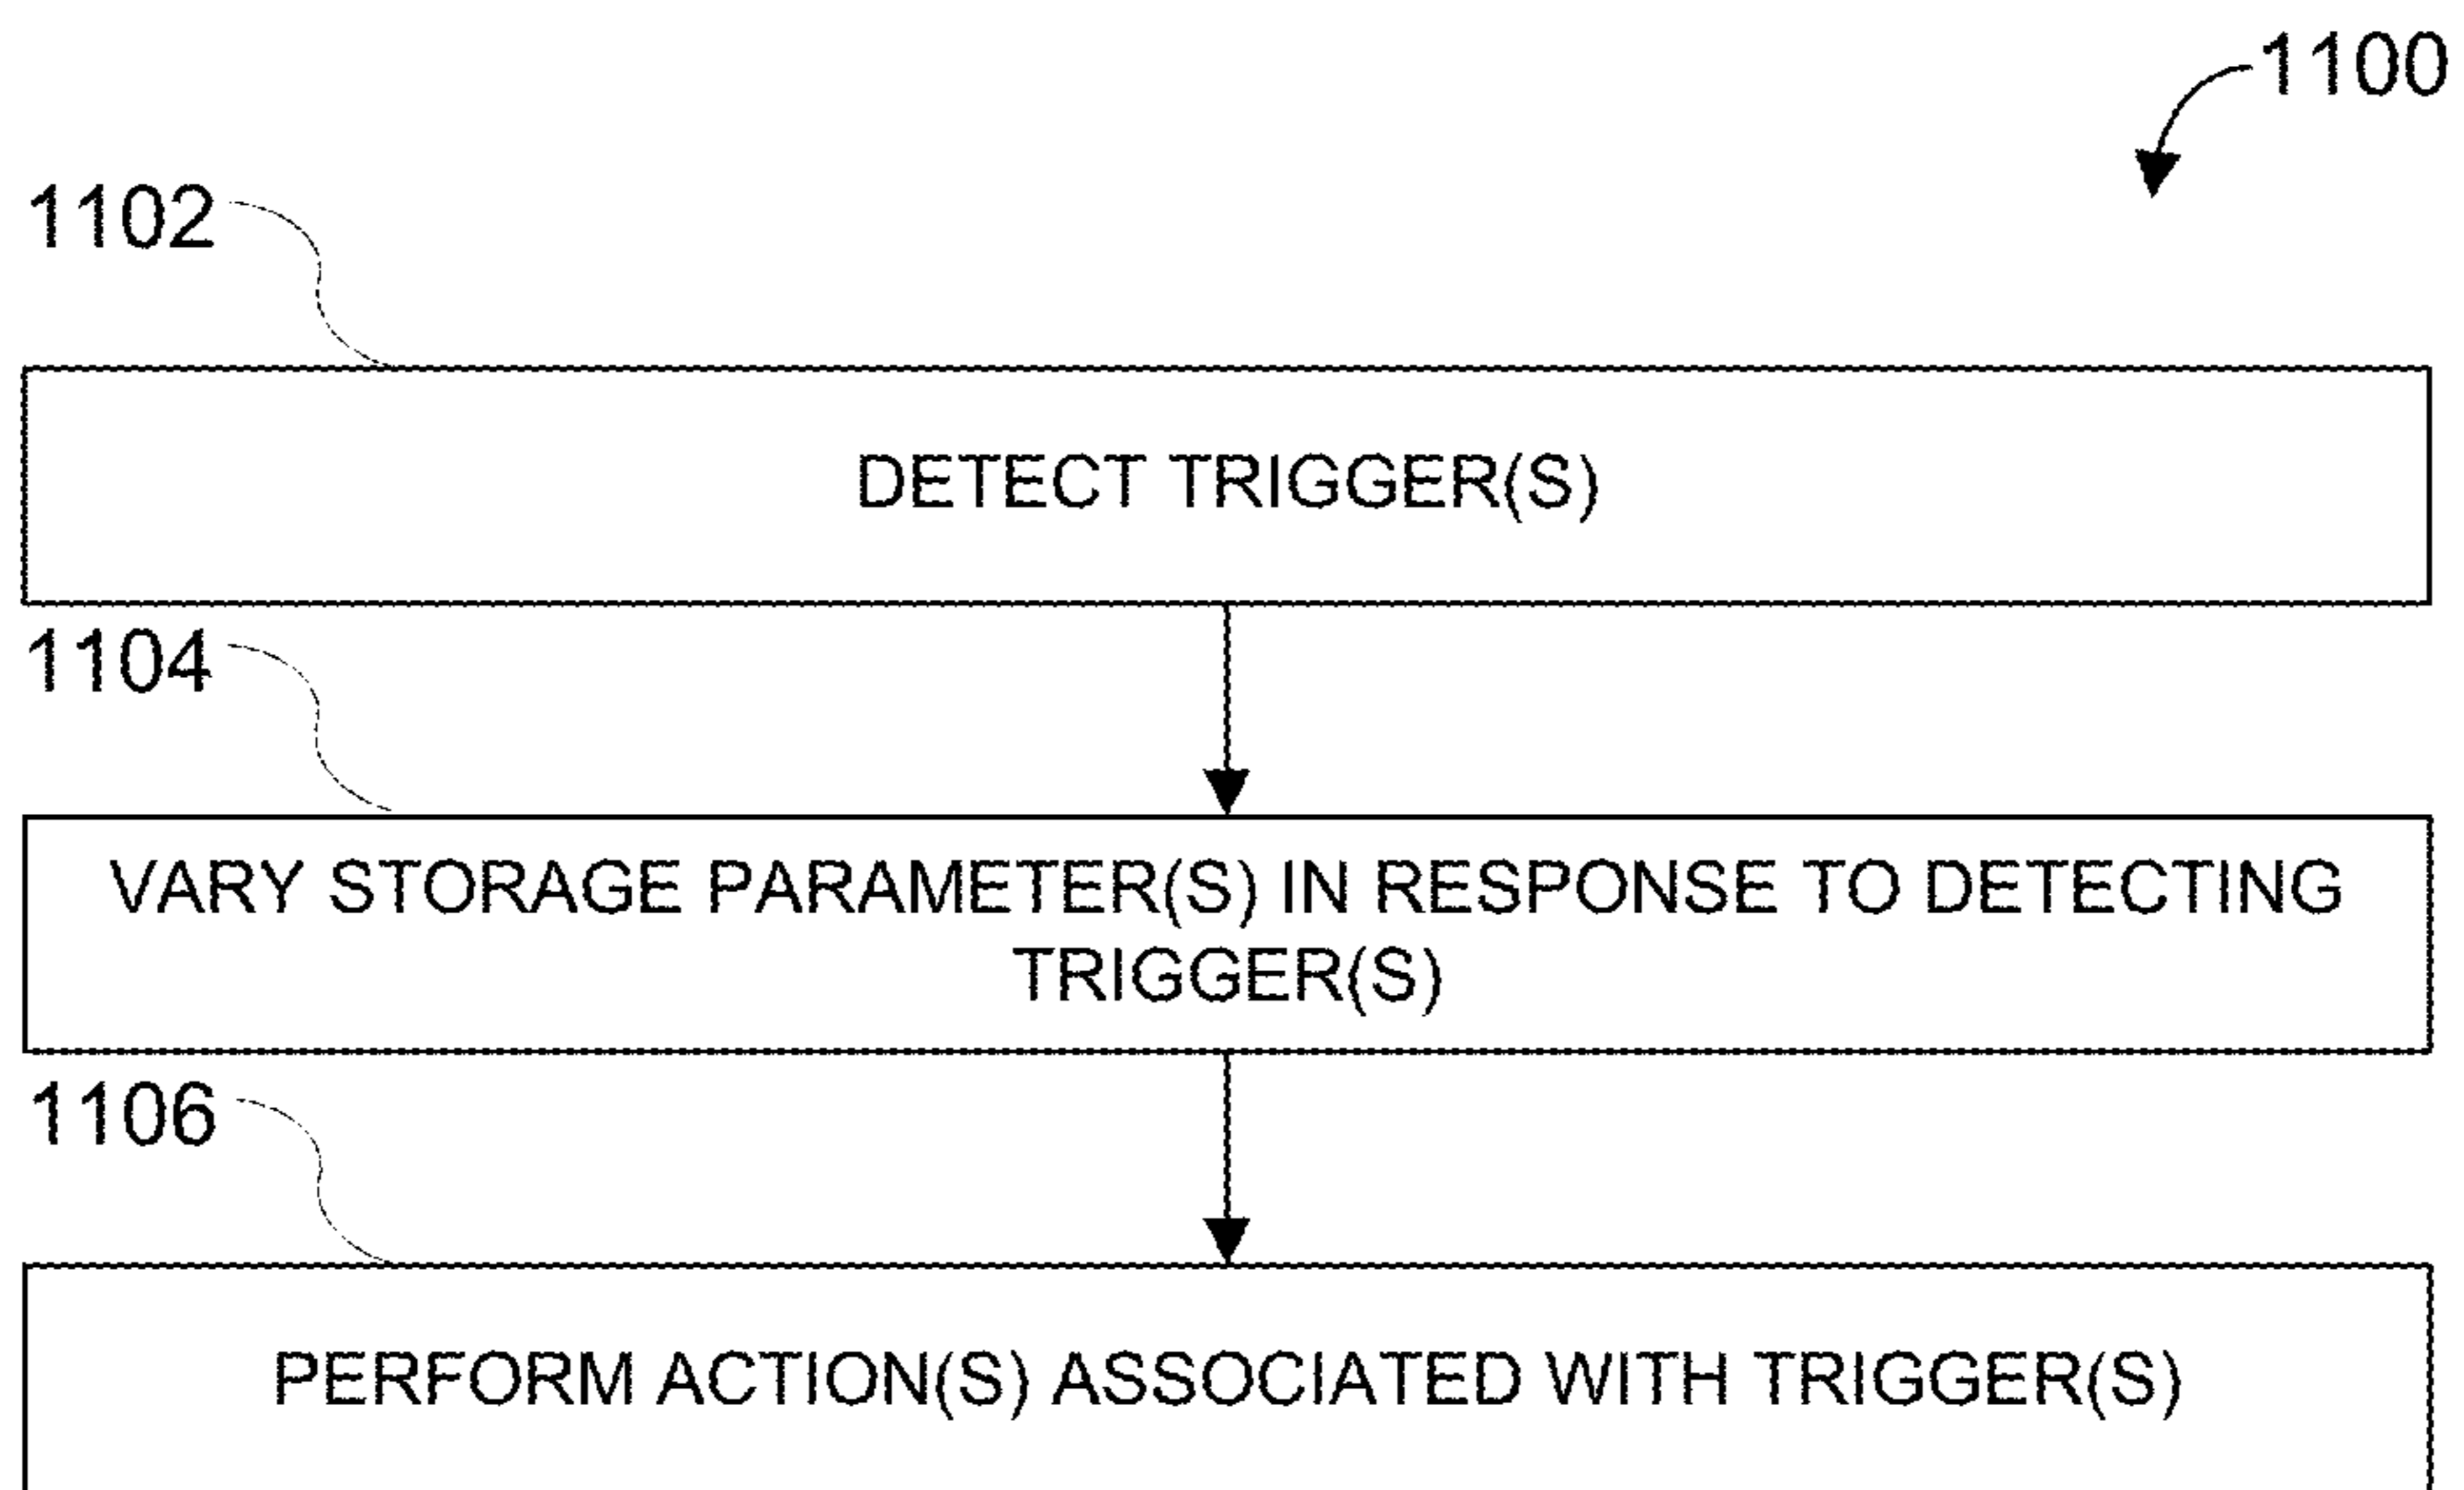 1100
1102
DETECT TRIGGER(S)
1104
VARY STORAGE PARAMETER(S) IN RESPONSE TO DETECTING
TRIGGER(S)
1106
PERFORM ACTION(S) ASSOCIATED WITH TRIGGER(S)